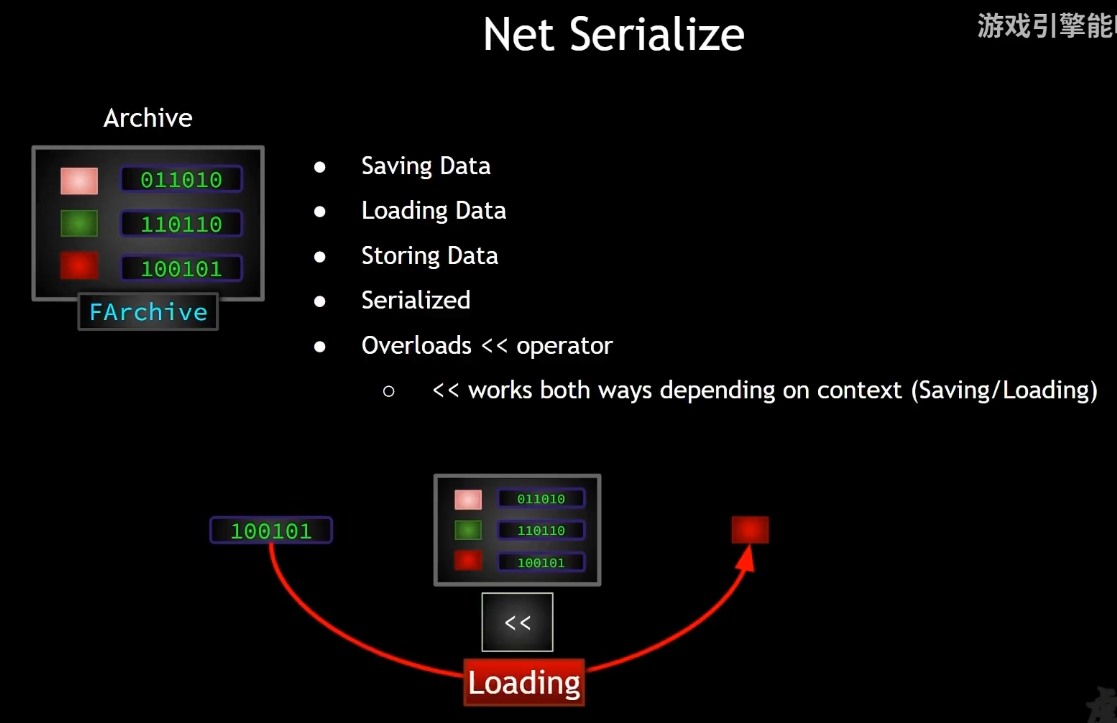 Net Serialize
游戏引擎能
Archive
011010
110110
100101
FArchive
● Saving Data
● Loading Data
● Storing Data
● Serialized
● Overloads << operator
○ << works both ways depending on context (Saving/Loading)
100101
011010
110110
100101
<<
Loading